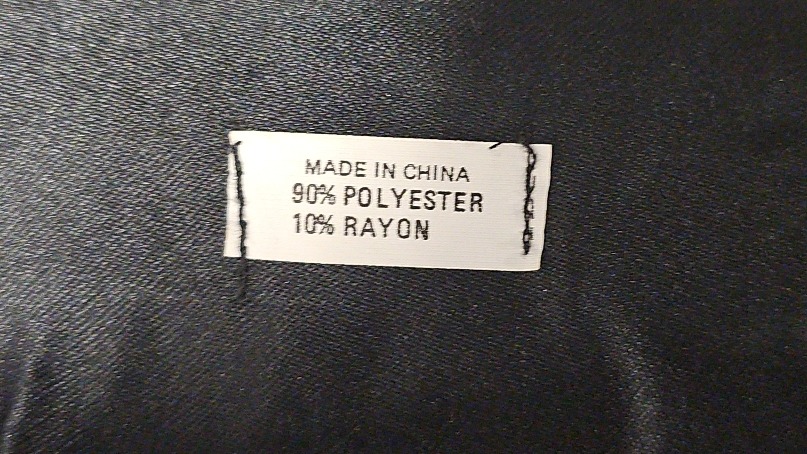 MADE IN CHINA
90% POLYESTER
10% RAYON